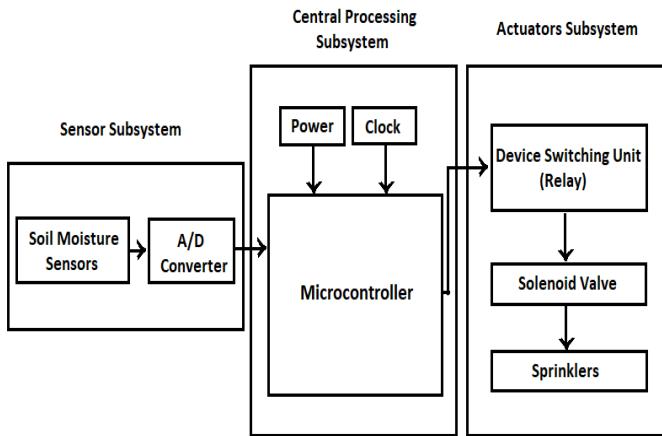 Central Processing
Subsystem
Actuators Subsystem
Sensor Subsystem
Power
Clock
Device Switching Unit
(Relay)
Soil Moisture
Sensors
A/D
Converter
Microcontroller
Solenoid Valve
Sprinklers